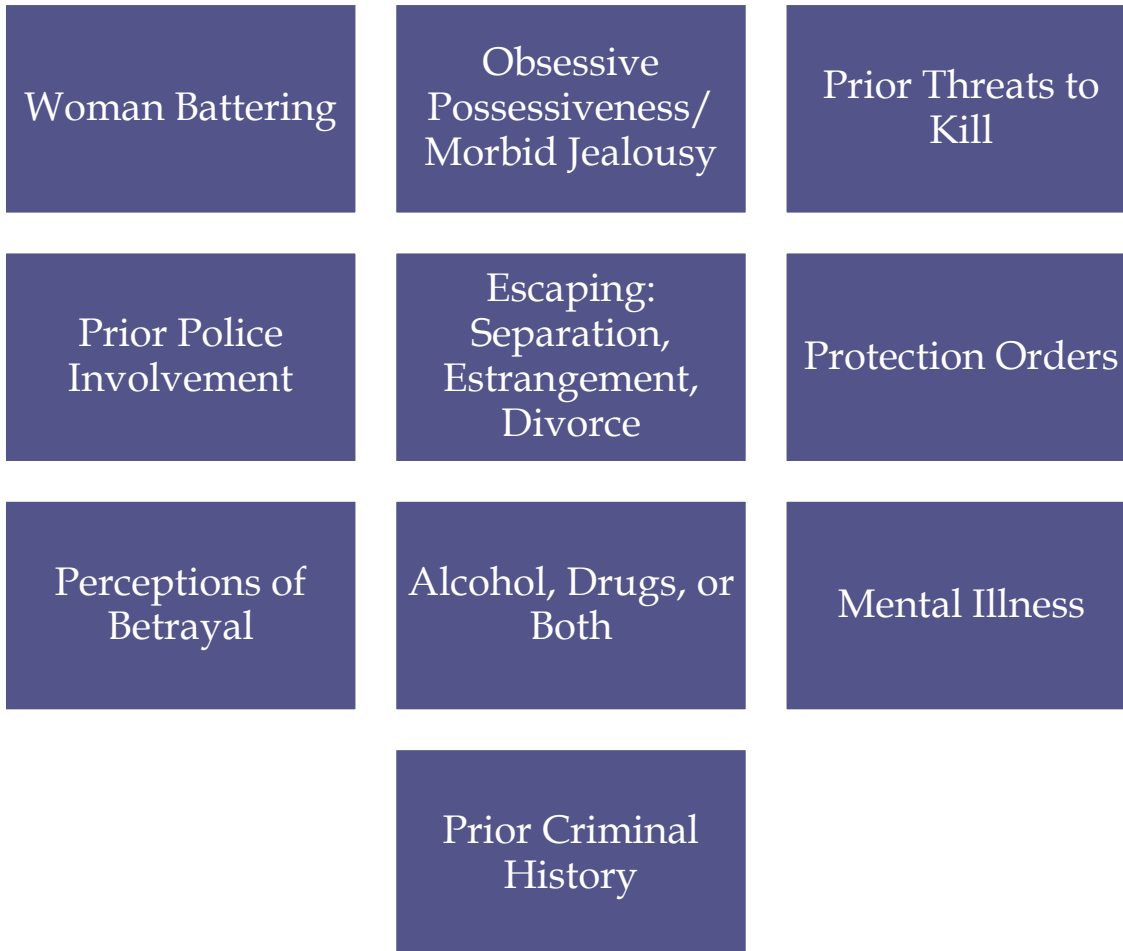 Woman Battering
Obsessive
Possessiveness/
Morbid Jealousy
Prior Threats to
Kill
Prior Police
Involvement
Escaping:
Separation,
Estrangement,
Divorce
Protection Orders
Perceptions of
Betrayal
Alcohol, Drugs, or
Both
Mental Illness
Prior Criminal
History